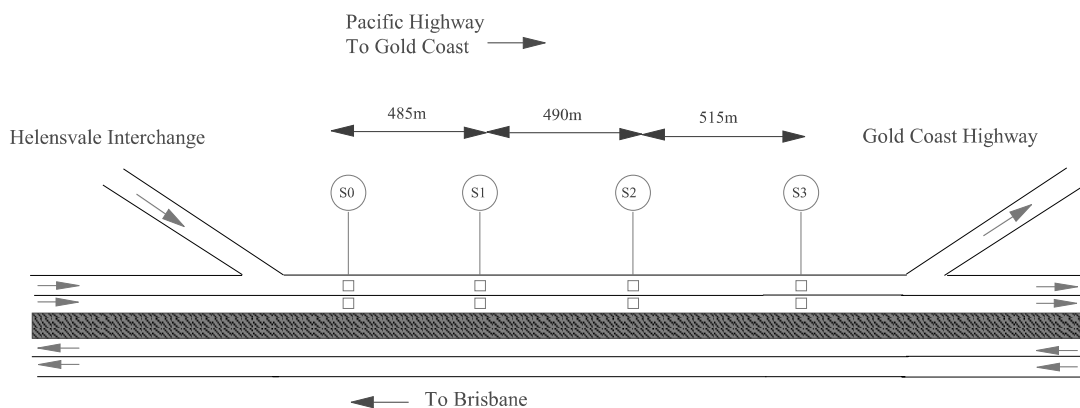 Pacific Highway
To Gold Coast
485m
490m
515m
Helensvale Interchange
Gold Coast Highway
S0
S1
S2
S3
To Brisbane